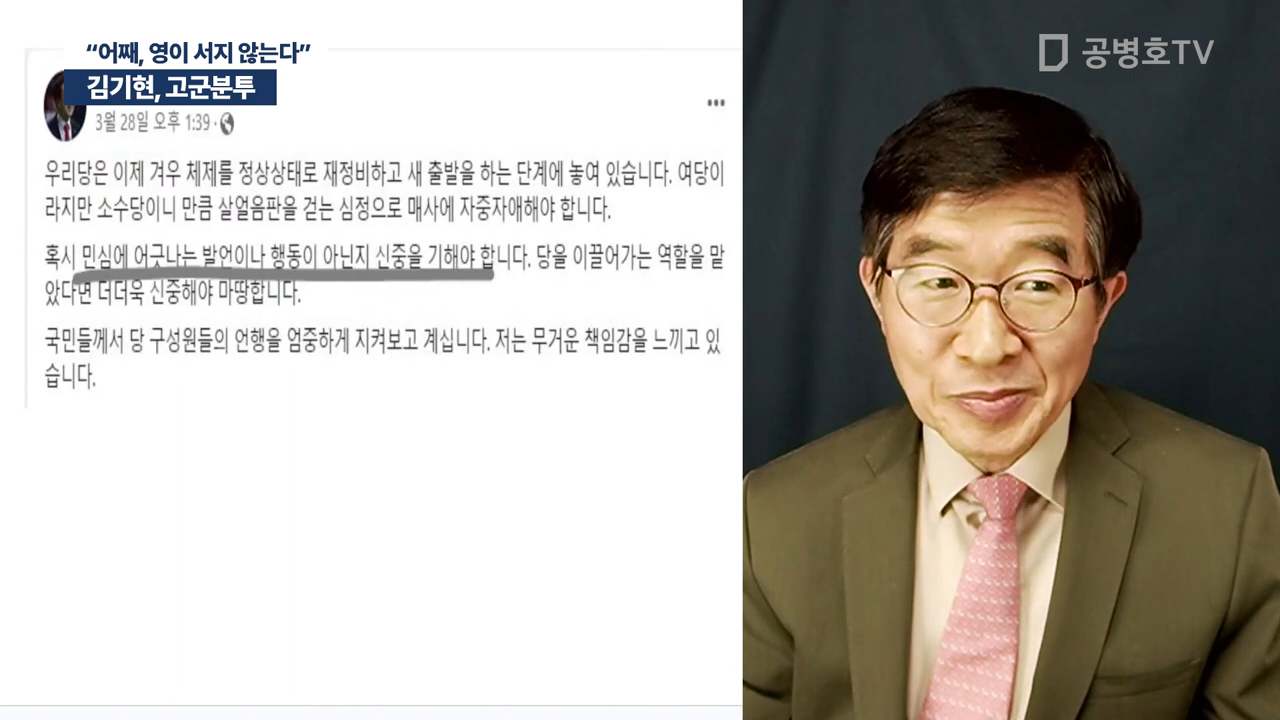 “어째, 영이 서지 않는다”
김기현, 고군분투
공병호TV
3월 28일 오후 1:39 ·
우리당은 이제 겨우 체제를 정상상태로 재정비하고 새 출발을 하는 단계에 놓여 있습니다. 여당이
라지만 소수당이니 만큼 살얼음판을 걷는 심정으로 매사에 자중자애해야 합니다.
혹시 민심에 어긋나는 발언이나 행동이 아닌지 신중을 기해야 합니다. 당을 이끌어가는 역할을 맡
았다면 더더욱 신중해야 마땅합니다.
국민들께서 당 구성원들의 언행을 엄중하게 지켜보고 계십니다. 저는 무거운 책임감을 느끼고 있
습니다.